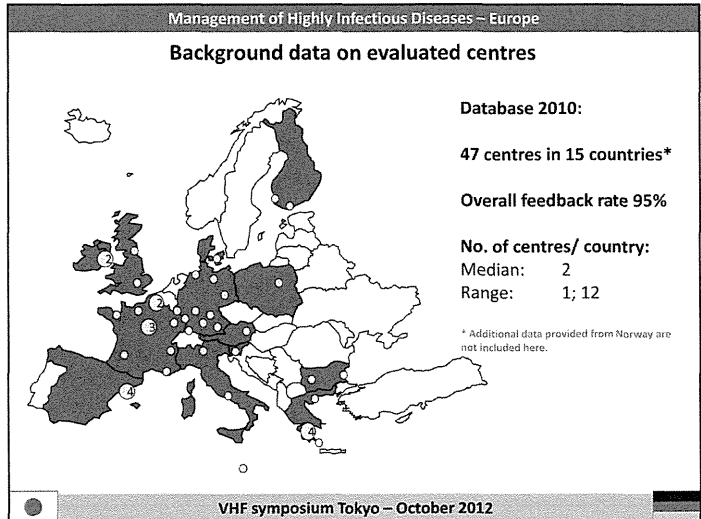 Management of Highly Infectious Diseases – Europe
Background data on evaluated centres
Database 2010:
47 centres in 15 countries*
Overall feedback rate 95%
No. of centres/ country:
Median: 2
Range: 1; 12
* Additional data provided from Norway are
not included here.
2
2
3
4
4
VHF symposium Tokyo – October 2012